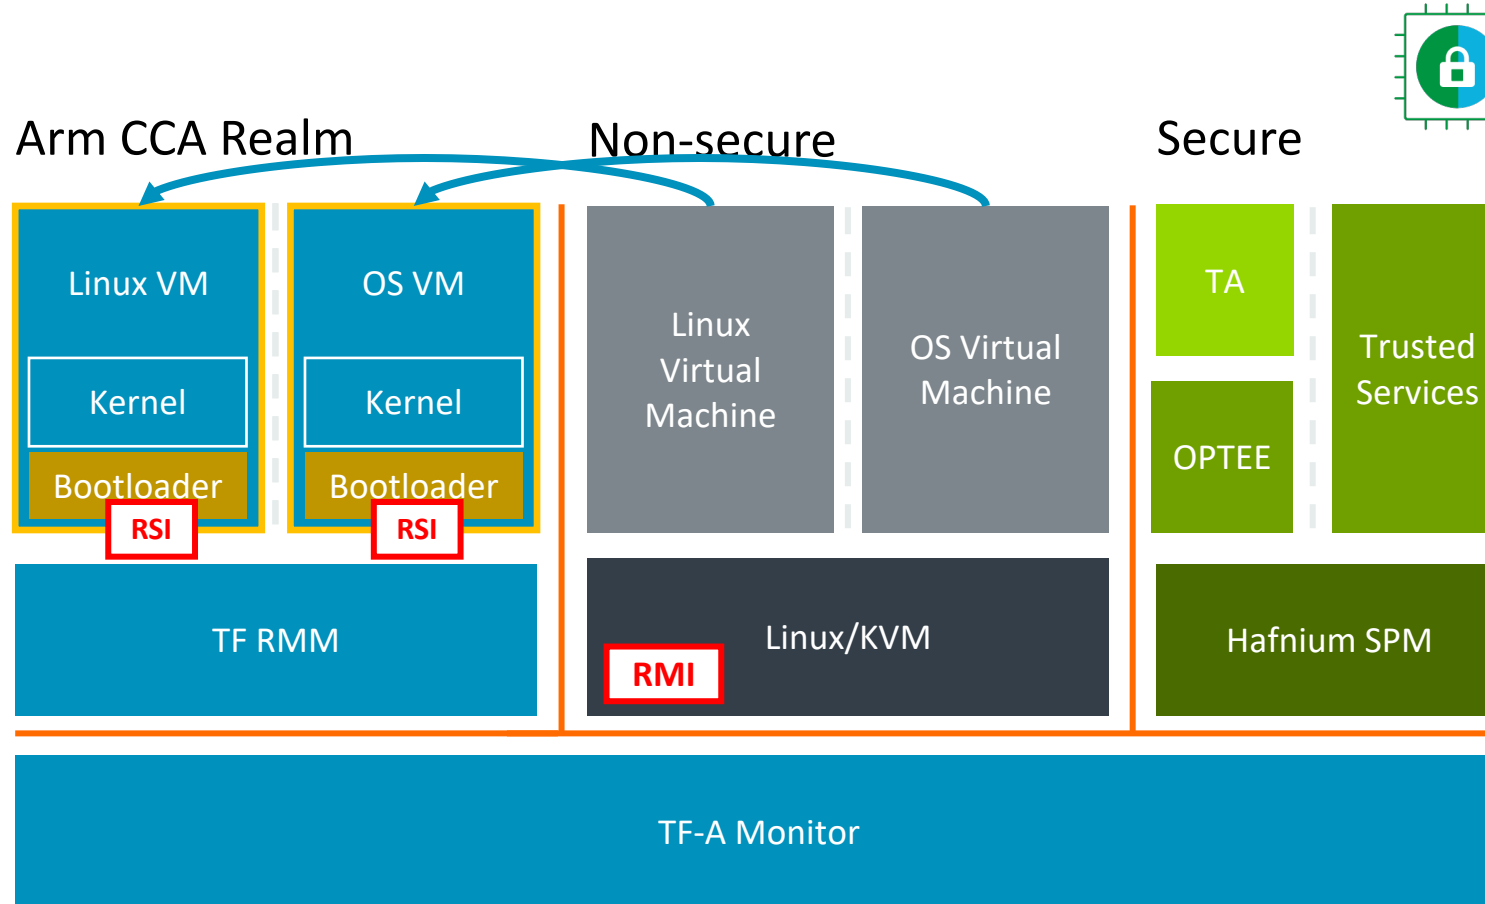 Arm CCA Realm
Non-secure
Secure
Linux VM
Kernel
Bootloader
RSI
OS VM
Kernel
Bootloader
RSI
Linux
Virtual
Machine
OS Virtual
Machine
TA
OPTEE
Trusted
Services
TF RMM
Linux/KVM
RMI
Hafnium SPM
TF-A Monitor